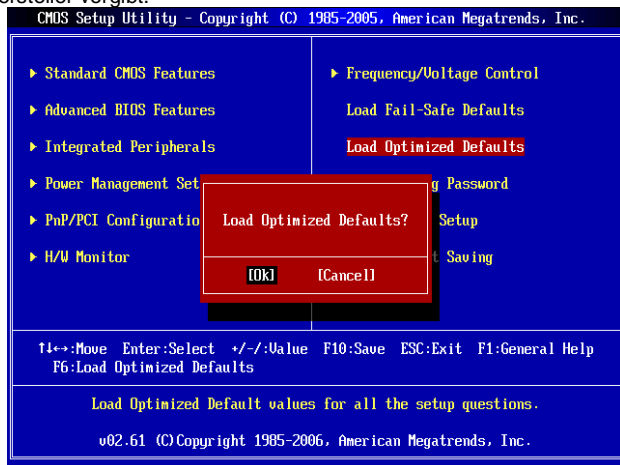 ersteller vergibt.
CMOS Setup Utility - Copyright (C) 1985-2005, American Megatrends, Inc.
▶ Standard CMOS Features
▶ Advanced BIOS Features
▶ Integrated Peripherals
▶ Power Management Set
▶ PnP/PCI Configuratio
▶ H/W Monitor
▶ Frequency/Voltage Control
Load Fail-Safe Defaults
Load Optimized Defaults
g Password
Setup
t Saving
Load Optimized Defaults?
[Ok] [Cancel]
↑↓↔:Move Enter:Select +/-/:Value F10:Save ESC:Exit F1:General Help
F6:Load Optimized Defaults
Load Optimized Default values for all the setup questions.
v02.61 (C)Copyright 1985-2006, American Megatrends, Inc.